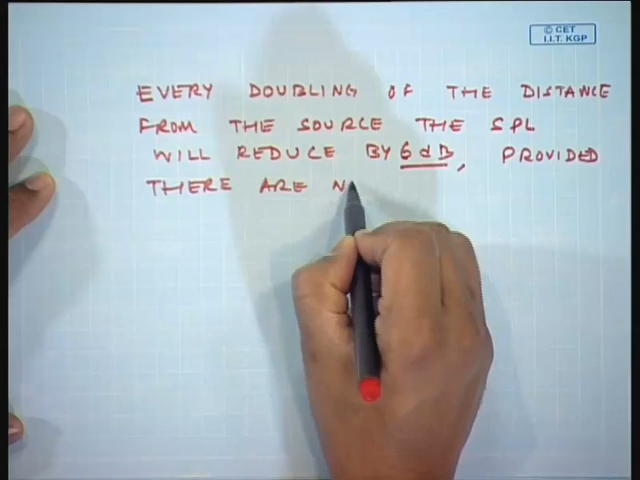 © CET
I.I.T. KGP
EVERY DOUBLING OF THE DISTANCE
FROM THE SOURCE THE SPL
WILL REDUCE BY 6 dB, PROVIDED
THERE ARE N